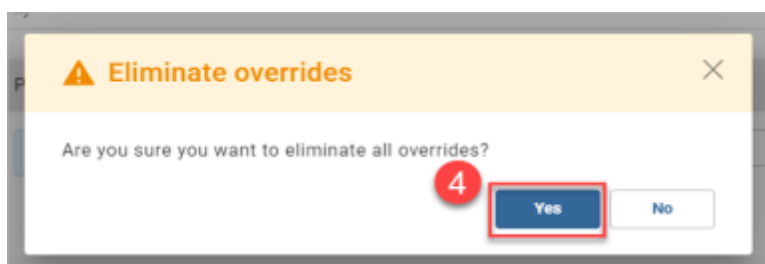 Eliminate overrides
P
Are you sure you want to eliminate all overrides?
4
Yes
No